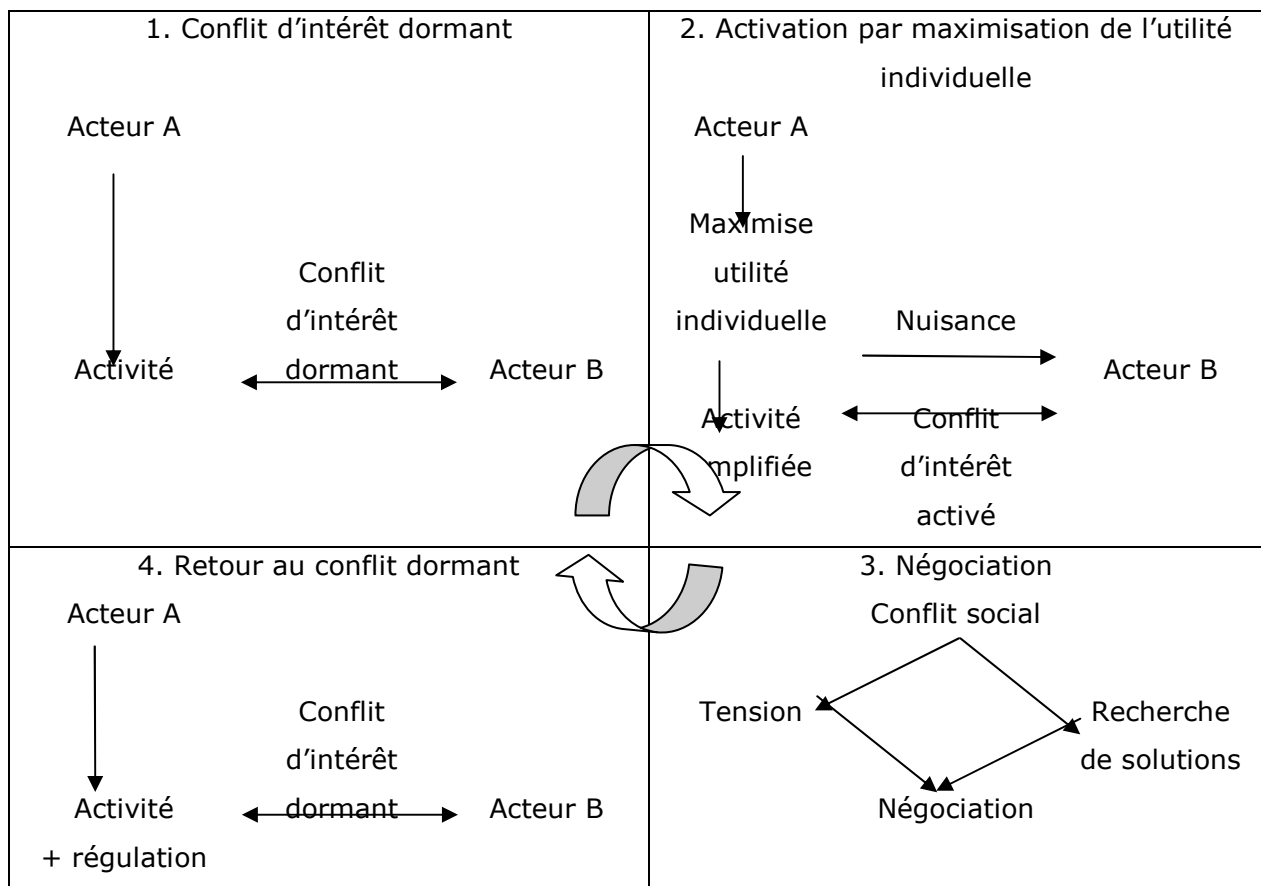 1. Conflit d’intérêt dormant
Acteur A
Conflit
d’intérêt
dormant
Activité
Acteur B
2. Activation par maximisation de l’utilité
individuelle
Acteur A
Maximise
utilité
individuelle
Nuisance
Acteur B
Activité
mplifiée
Conflit
d’intérêt
activé
4. Retour au conflit dormant
Acteur A
Conflit
d’intérêt
dormant
Activité
+ régulation
Acteur B
3. Négociation
Conflit social
Tension
Recherche
de solutions
Négociation